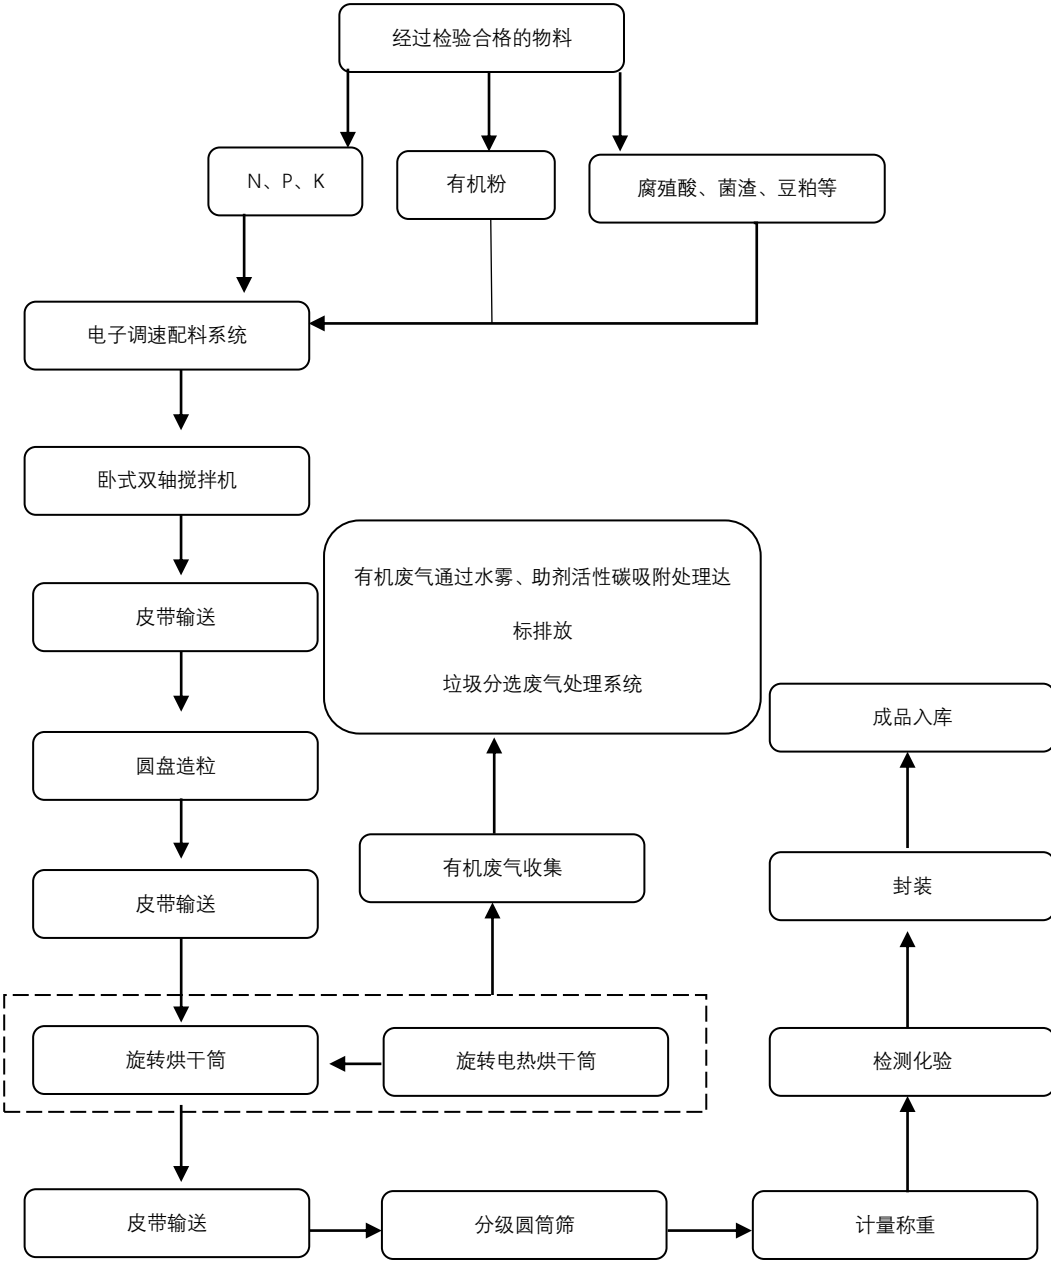 经过检验合格的物料
N、P、K
有机粉
腐殖酸、菌渣、豆粕等
电子调速配料系统
卧式双轴搅拌机
皮带输送
圆盘造粒
皮带输送
有机废气通过水雾、助剂活性碳吸附处理达
标排放
垃圾分选废气处理系统
有机废气收集
旋转烘干筒
旋转电热烘干筒
皮带输送
分级圆筒筛
计量称重
检测化验
封装
成品入库